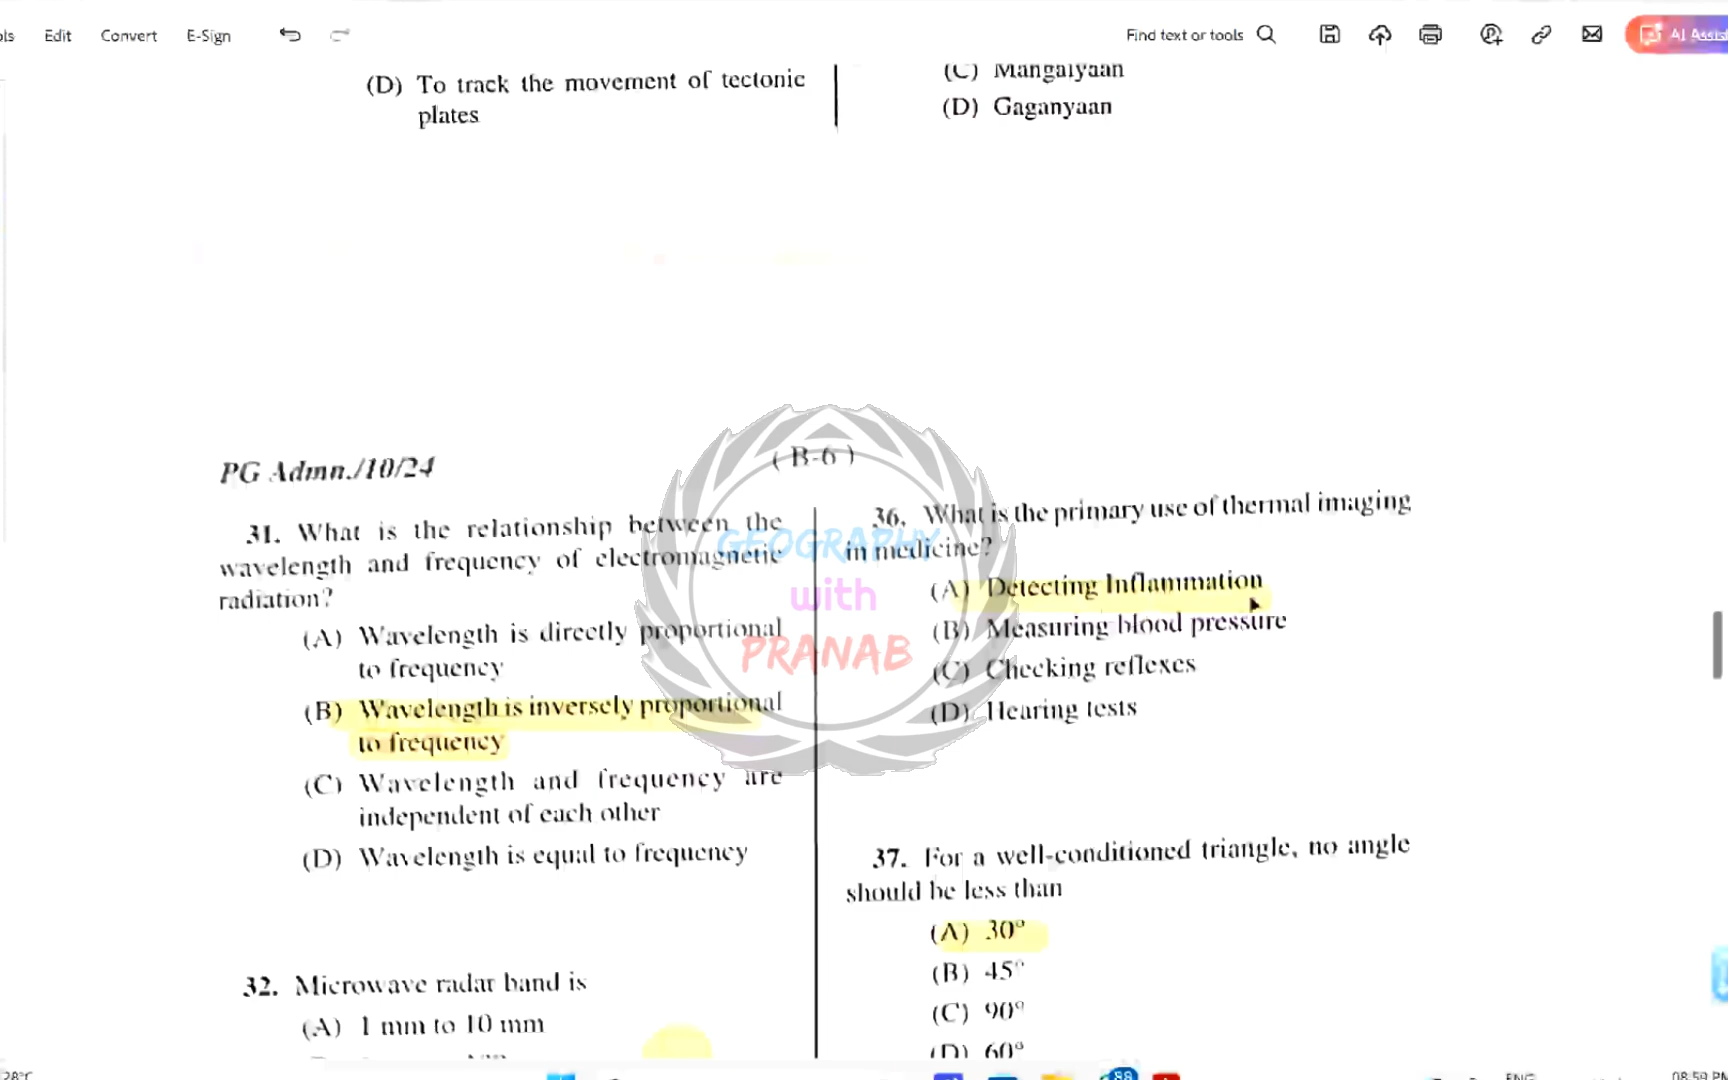 Edit Convert E-Sign
Find text or tools
(D) To track the movement of tectonic
plates
(C) Mangalyaan
(D) Gaganyaan
PG Admn./10/24
( B-6 )
31. What is the relationship between the
wavelength and frequency of electromagnetic
radiation?
(A) Wavelength is directly proportional
to frequency
(B) Wavelength is inversely proportional
to frequency
(C) Wavelength and frequency are
independent of each other
(D) Wavelength is equal to frequency
32. Microwave radar band is
(A) 1 mm to 10 mm
36. What is the primary use of thermal imaging
in medicine?
(A) Detecting Inflammation
(B) Measuring blood pressure
(C) Checking reflexes
(D) Hearing tests
37. For a well-conditioned triangle, no angle
should be less than
(A) 30°
(B) 45°
(C) 90°
(D) 60°
GEOGRAPHY
with
PRANAB
28°C
ENG
08:59 PM